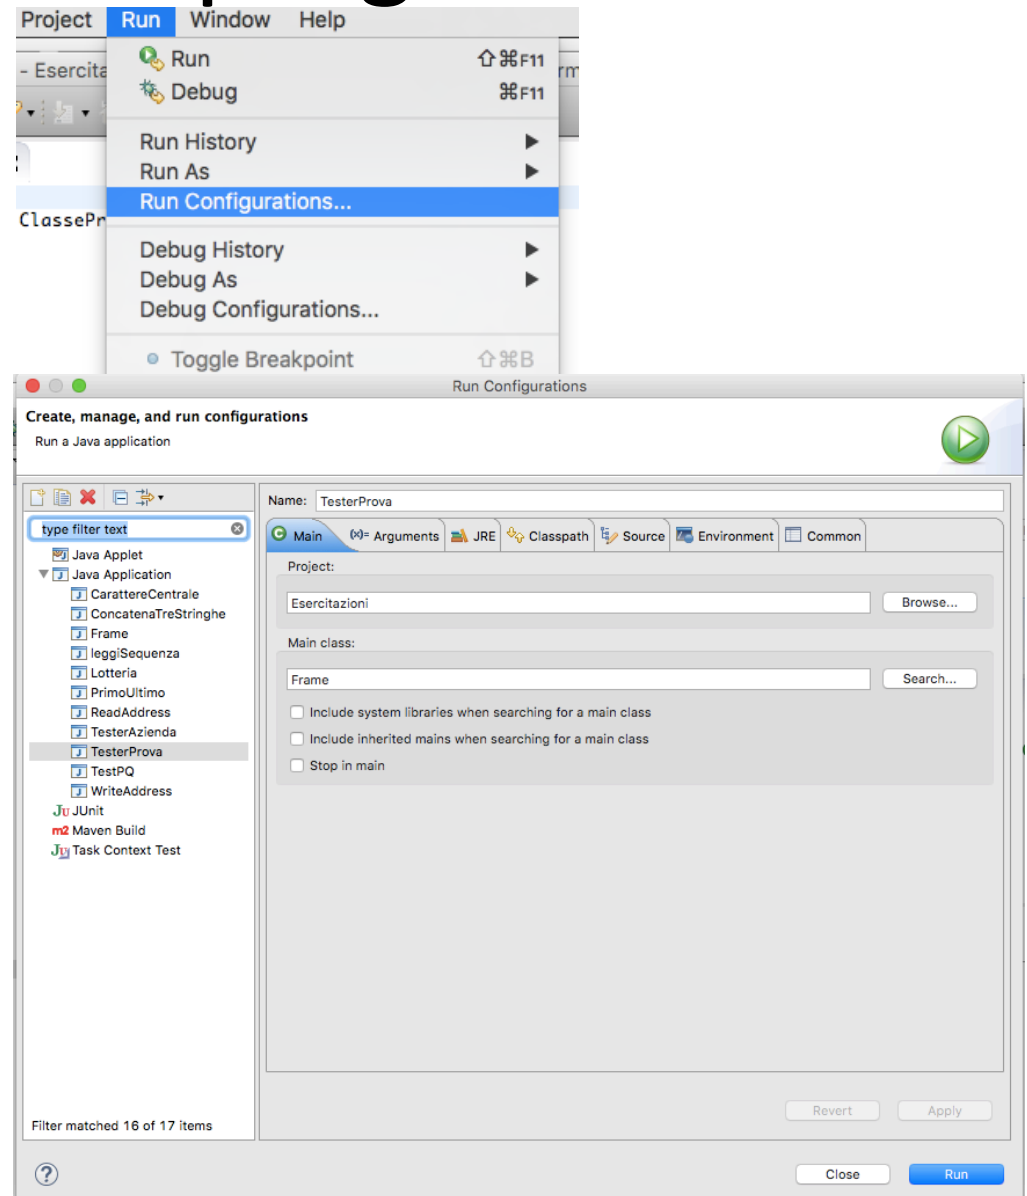 Project Run Window Help
- Esercita
Run ⇧⌘F11
Debug ⌘F11
Run History
Run As
Run Configurations...
ClassePr
Debug History
Debug As
Debug Configurations...
Toggle Breakpoint ⇧⌘B
Run Configurations
Create, manage, and run configurations
Run a Java application
type filter text
Java Applet
Java Application
CarattereCentrale
ConcatenaTreStringhe
Frame
leggiSequenza
Lotteria
PrimoUltimo
ReadAddress
TesterAzienda
TesterProva
TestPQ
WriteAddress
JUnit
m2 Maven Build
Task Context Test
Filter matched 16 of 17 items
Name: TesterProva
Main (x)= Arguments JRE Classpath Source Environment Common
Project:
Esercitazioni Browse...
Main class:
Frame Search...
Include system libraries when searching for a main class
Include inherited mains when searching for a main class
Stop in main
Revert Apply
? Close Run